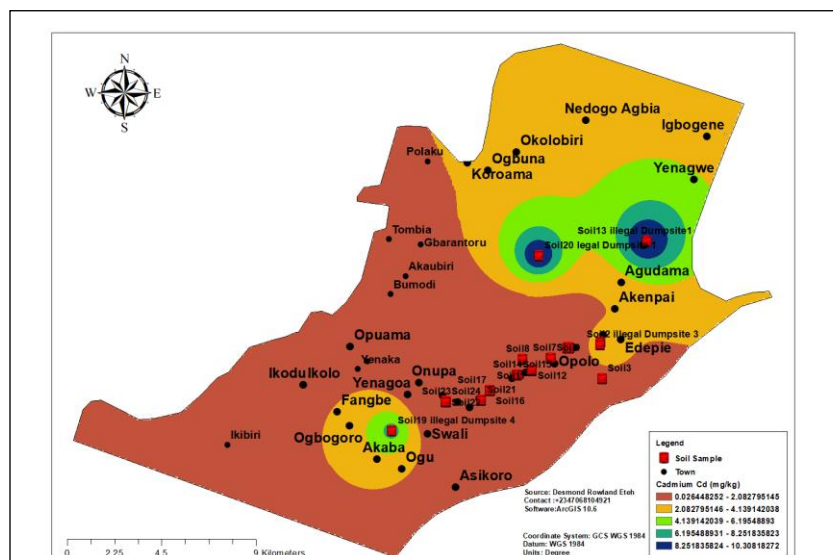 N
W E
S
Nedogo Agbia
Igbogene
Okolobiri
Ogbuna
Polaku
Koroama
Yenagwe
Soil13 illegal Dumpsite1
Tombia
Soil20 legal Dumpsite 1
Gbarantoru
Akaubiri
Agudama
Bumodi
Akenpai
illegal Dumpsite 3
Opuama
Soil8
Edepie
Yenaka
Opolo
Onupa
Soil12
Soil3
Ikodu Ikolo
Soil17
Yenagoa
Soil23
Soil24
Soil21
Soil16
Fangbe
Soil19 illegal Dumpsite 4
Ogbogoro
Swali
Ikibiri
Akaba
Ogu
Asikoro
Legend
Soil Sample
Town
Cadmium Cd (mg/kg)
0.026448252 - 2.082795145
2.082795146 - 4.139142038
4.139142039 - 6.19548893
6.195488931 - 8.251835823
8.251835824 - 10.30818272
Source: Desmond Rowland Eteh
Contact :+2347068104921
Software:ArcGIS 10.6
Coordinate System: GCS WGS 1984
Datum: WGS 1984
Units: Degree
0 2.25 4.5 9 Kilometers